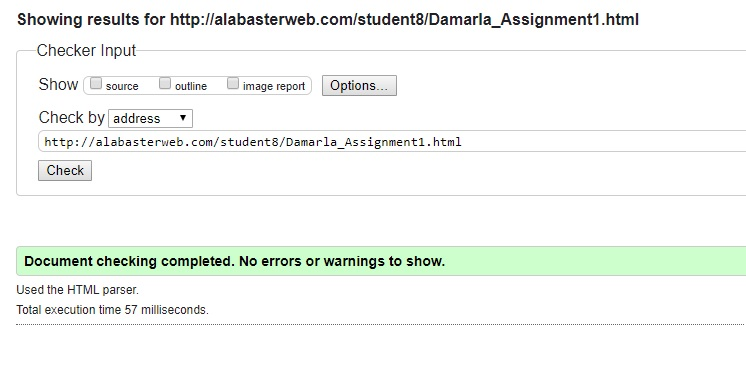 Showing results for http://alabasterweb.com/student8/Damarla_Assignment1.html
Checker Input
Show source outline image report Options...
Check by address
http://alabasterweb.com/student8/Damarla_Assignment1.html
Check
Document checking completed. No errors or warnings to show.
Used the HTML parser.
Total execution time 57 milliseconds.